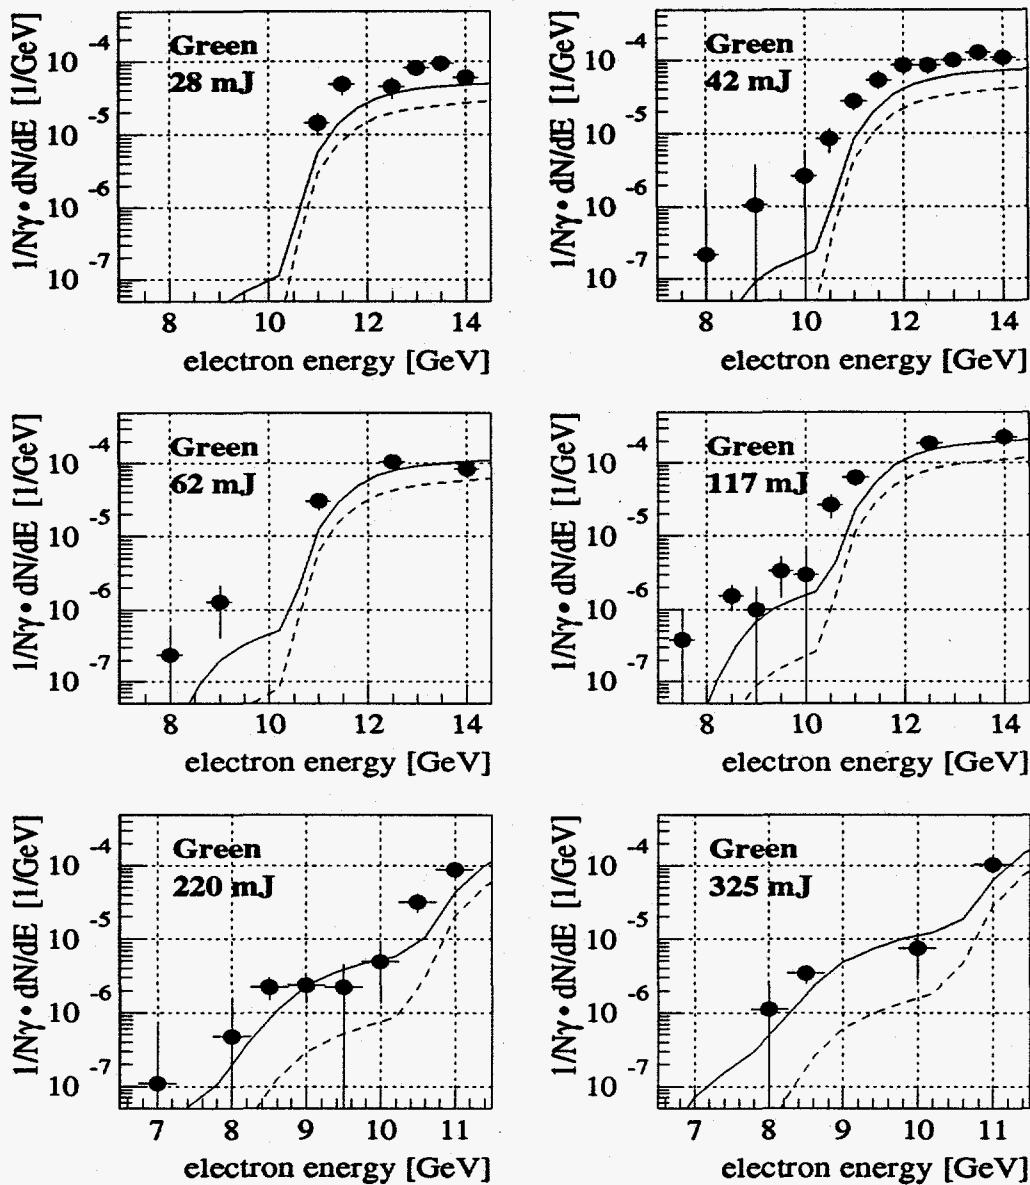 1/Nγ • dN/dE [1/GeV]
10 -4
10 -5
10 -6
10 -7
Green
28 mJ
8 10 12 14
electron energy [GeV]
1/Nγ • dN/dE [1/GeV]
10 -4
10 -5
10 -6
10 -7
Green
42 mJ
8 10 12 14
electron energy [GeV]
1/Nγ • dN/dE [1/GeV]
10 -4
10 -5
10 -6
10 -7
Green
62 mJ
8 10 12 14
electron energy [GeV]
1/Nγ • dN/dE [1/GeV]
10 -4
10 -5
10 -6
10 -7
Green
117 mJ
8 10 12 14
electron energy [GeV]
1/Nγ • dN/dE [1/GeV]
10 -4
10 -5
10 -6
10 -7
Green
220 mJ
7 8 9 10 11
electron energy [GeV]
1/Nγ • dN/dE [1/GeV]
10 -4
10 -5
10 -6
10 -7
Green
325 mJ
7 8 9 10 11
electron energy [GeV]